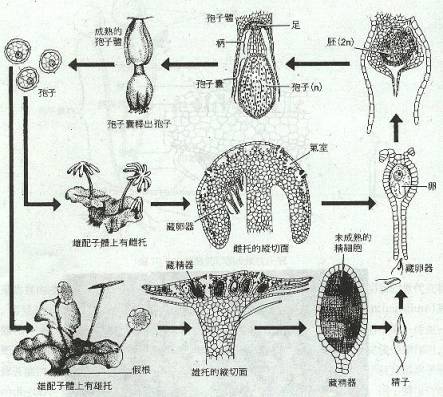 成熟的
孢子體
孢子體
足
柄
胚(2n)
孢子囊
孢子(n)
孢子
孢子囊釋出孢子
氣室
藏卵器
卵
雌配子體上有雌托
雌托的縱切面
藏卵器
藏精器
未成熟的
精細胞
假根
雄配子體上有雄托
雄托的縱切面
藏精器
精子